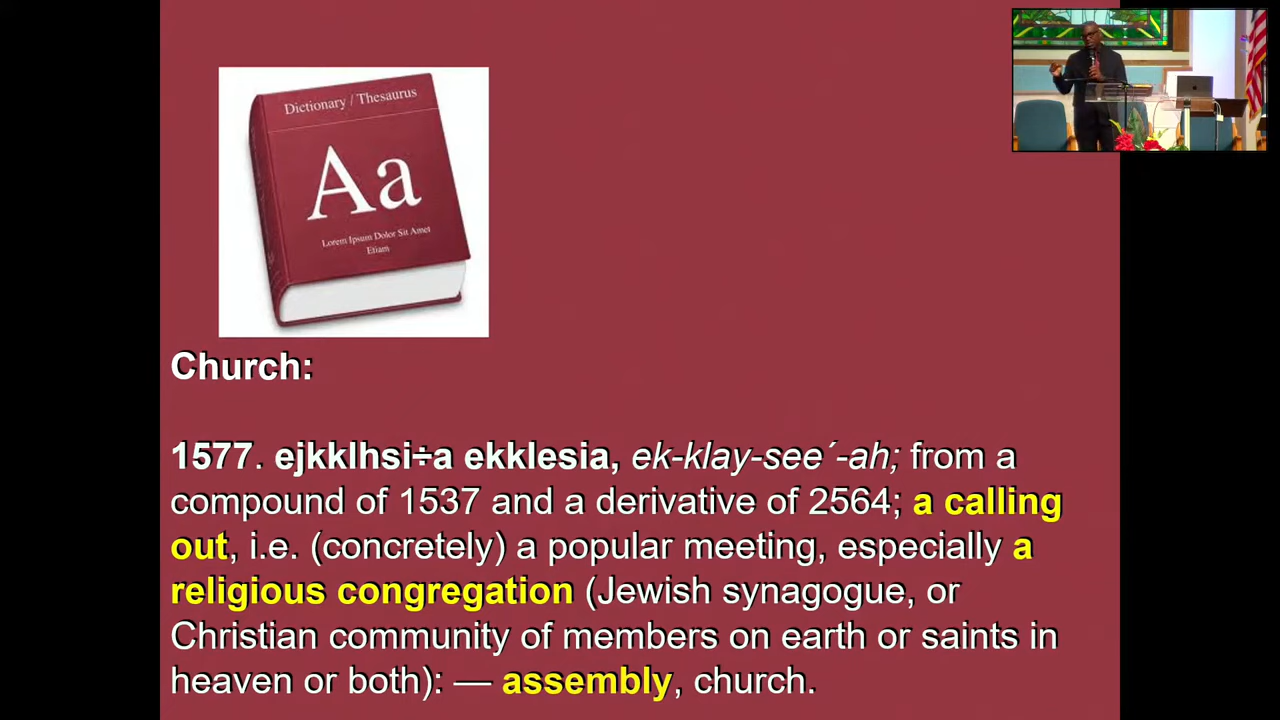 Dictionary / Thesaurus
Aa
Lorem Ipsum Dolor Sit Amet
Etiam
Church:
1577. ejkklhsi÷a ekklesia, ek-klay-see´-ah; from a
compound of 1537 and a derivative of 2564; a calling
out, i.e. (concretely) a popular meeting, especially a
religious congregation (Jewish synagogue, or
Christian community of members on earth or saints in
heaven or both): — assembly, church.